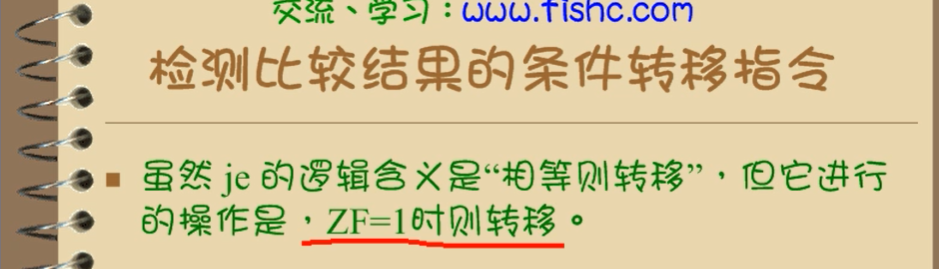 交流、学习：www.fishc.com
检测比较结果的条件转移指令
虽然 je 的逻辑含义是“相等则转移”，但它进行
的操作是，ZF=1时则转移。